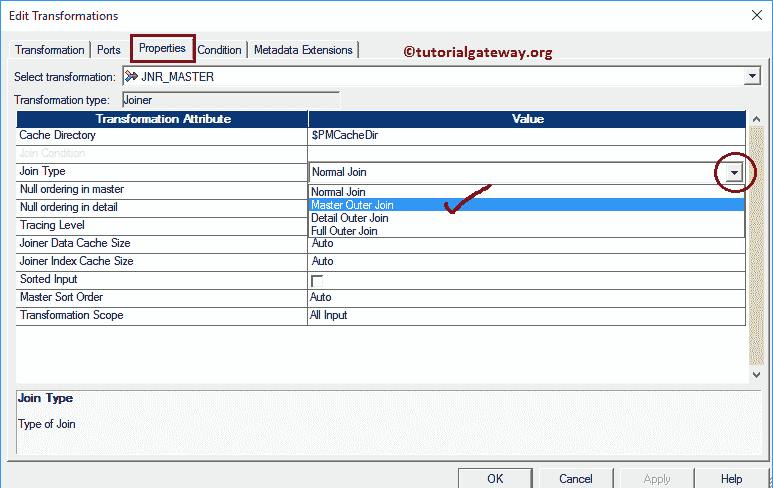 Edit Transformations
Transformation Ports Properties Condition Metadata Extensions ©tutorialgateway.org
Select transformation: JNR_MASTER
Transformation type: Joiner
Transformation Attribute Value
Cache Directory $PMCacheDir
Join Condition
Join Type Normal Join
Null ordering in master Normal Join
Master Outer Join
Null ordering in detail Detail Outer Join
Tracing Level Full Outer Join
Joiner Data Cache Size Auto
Joiner Index Cache Size Auto
Sorted Input
Master Sort Order Auto
Transformation Scope All Input
Join Type
Type of Join
OK Cancel Apply Help